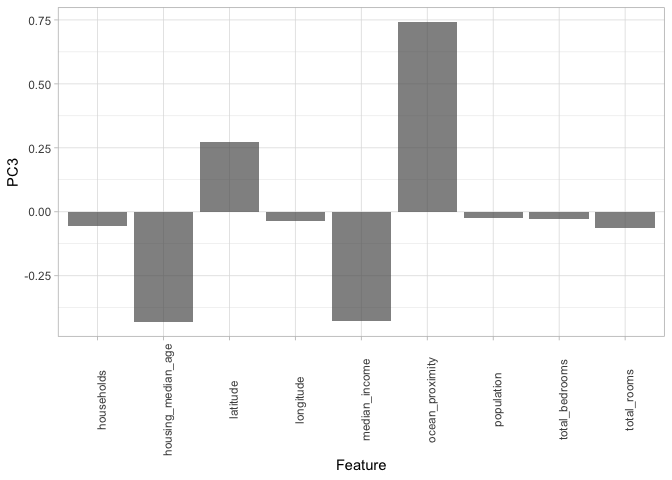 0.75
0.50
0.25
0.00
-0.25
PC3
households
housing_median_age
latitude
longitude
median_income
ocean_proximity
population
total_bedrooms
total_rooms
Feature